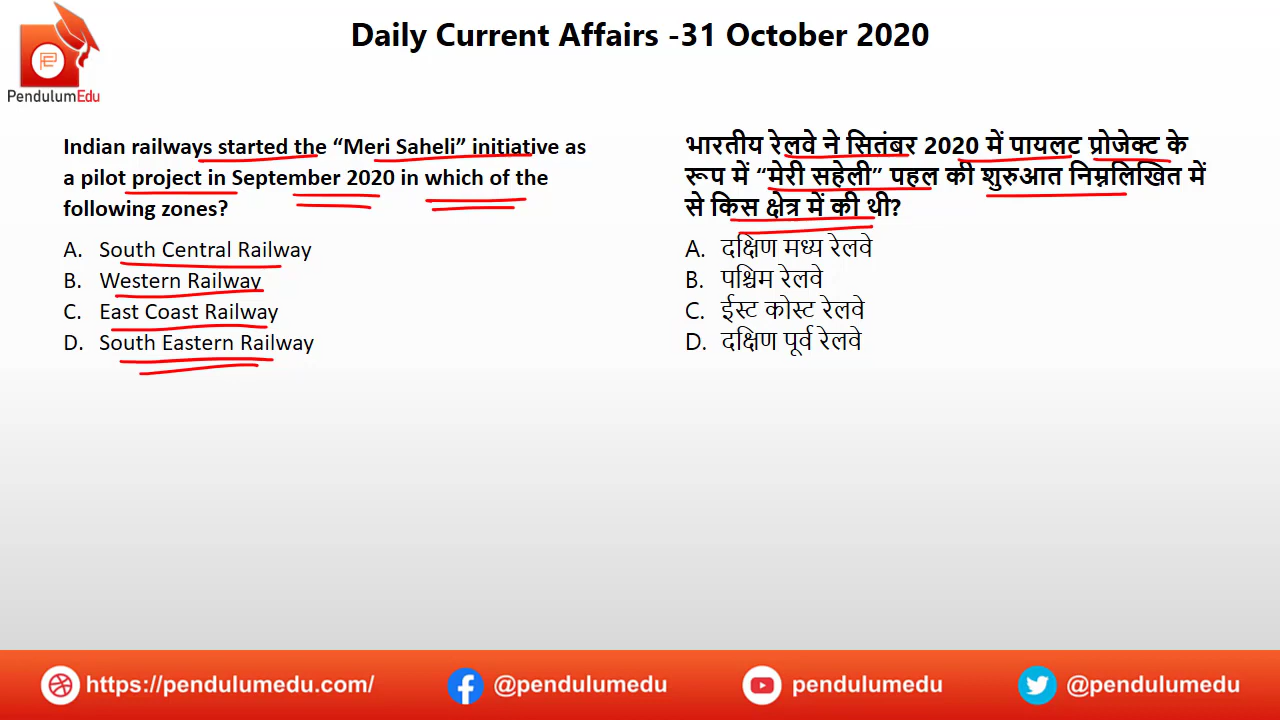 Daily Current Affairs -31 October 2020
PendulumEdu
Indian railways started the “Meri Saheli” initiative as
a pilot project in September 2020 in which of the
following zones?
A. South Central Railway
B. Western Railway
C. East Coast Railway
D. South Eastern Railway
भारतीय रेलवे ने सितंबर 2020 में पायलट प्रोजेक्ट के
रूप में “मेरी सहेली” पहल की शुरुआत निम्नलिखित में
से किस क्षेत्र में की थी?
A. दक्षिण मध्य रेलवे
B. पश्चिम रेलवे
C. ईस्ट कोस्ट रेलवे
D. दक्षिण पूर्व रेलवे
https://pendulumedu.com/
@pendulumedu
pendulumedu
@pendulumedu